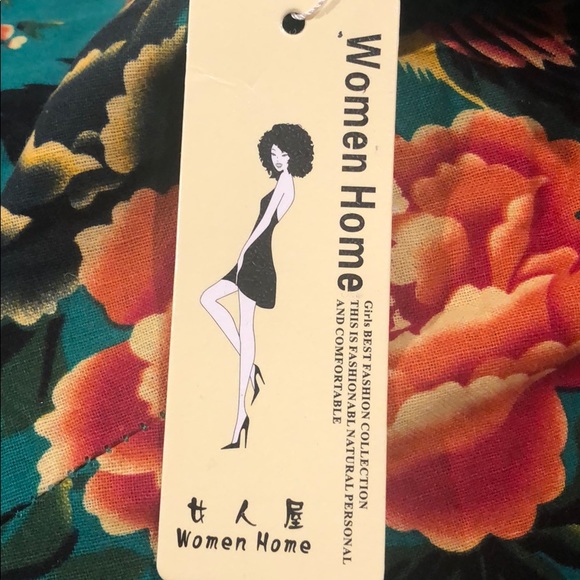 Women Home
Girls BEST FASHION COLLECTION
THIS IS FASHIONABL NATURAL PERSONAL
AND COMFORTABLE
女人屋
Women Home